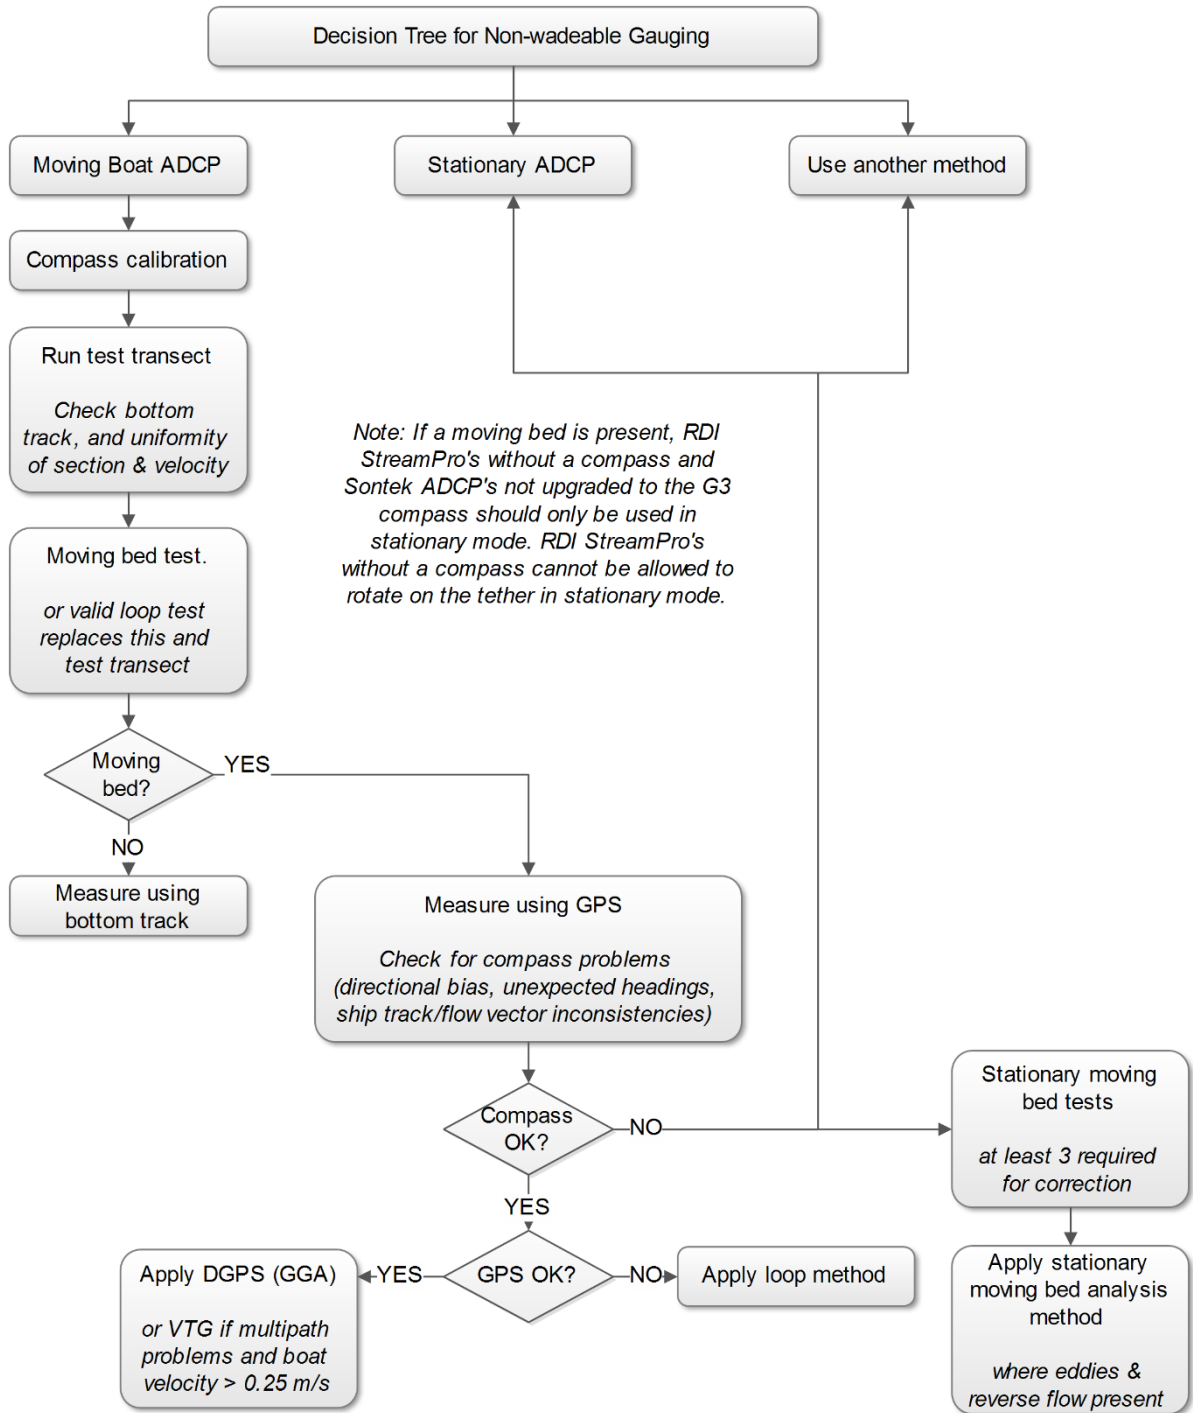 Decision Tree for Non-wadeable Gauging
Moving Boat ADCP
Stationary ADCP
Use another method
Compass calibration
Run test transect
Check bottom
track, and uniformity
of section & velocity
Note: If a moving bed is present, RDI
StreamPro's without a compass and
Sontek ADCP's not upgraded to the G3
compass should only be used in
stationary mode. RDI StreamPro's
without a compass cannot be allowed to
rotate on the tether in stationary mode.
Moving bed test.
or valid loop test
replaces this and
test transect
Moving
bed?
YES
NO
Measure using
bottom track
Measure using GPS
Check for compass problems
(directional bias, unexpected headings,
ship track/flow vector inconsistencies)
Compass
OK?
NO
YES
Stationary moving
bed tests
at least 3 required
for correction
GPS OK?
YES
NO
Apply DGPS (GGA)
or VTG if multipath
problems and boat
velocity > 0.25 m/s
Apply loop method
Apply stationary
moving bed analysis
method
where eddies &
reverse flow present